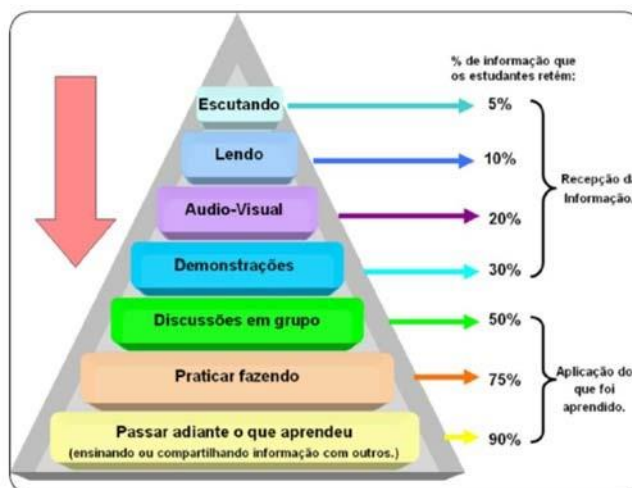 % de informação que
os estudantes retém:
Escutando
5%
Lendo
10%
Audio-Visual
20%
Demonstrações
30%
Recepção da
Informação.
Discussões em grupo
50%
Praticar fazendo
75%
Passar adiante o que aprendeu
(ensinando ou compartilhando informação com outros.)
90%
Aplicação do
que foi
aprendido.